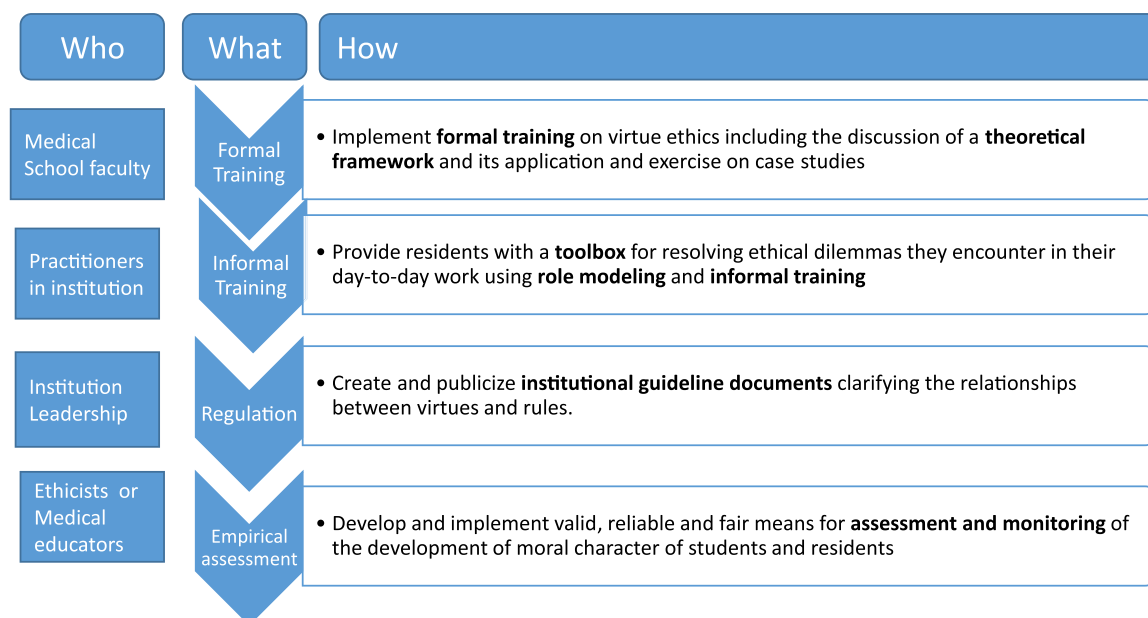 Who
What
How
Medical
School faculty
Formal
Training
• Implement formal training on virtue ethics including the discussion of a theoretical
framework and its application and exercise on case studies
Practitioners
in institution
Informal
Training
• Provide residents with a toolbox for resolving ethical dilemmas they encounter in their
day-to-day work using role modeling and informal training
Institution
Leadership
Regulation
• Create and publicize institutional guideline documents clarifying the relationships
between virtues and rules.
Ethicists or
Medical
educators
Empirical
assessment
• Develop and implement valid, reliable and fair means for assessment and monitoring of
the development of moral character of students and residents